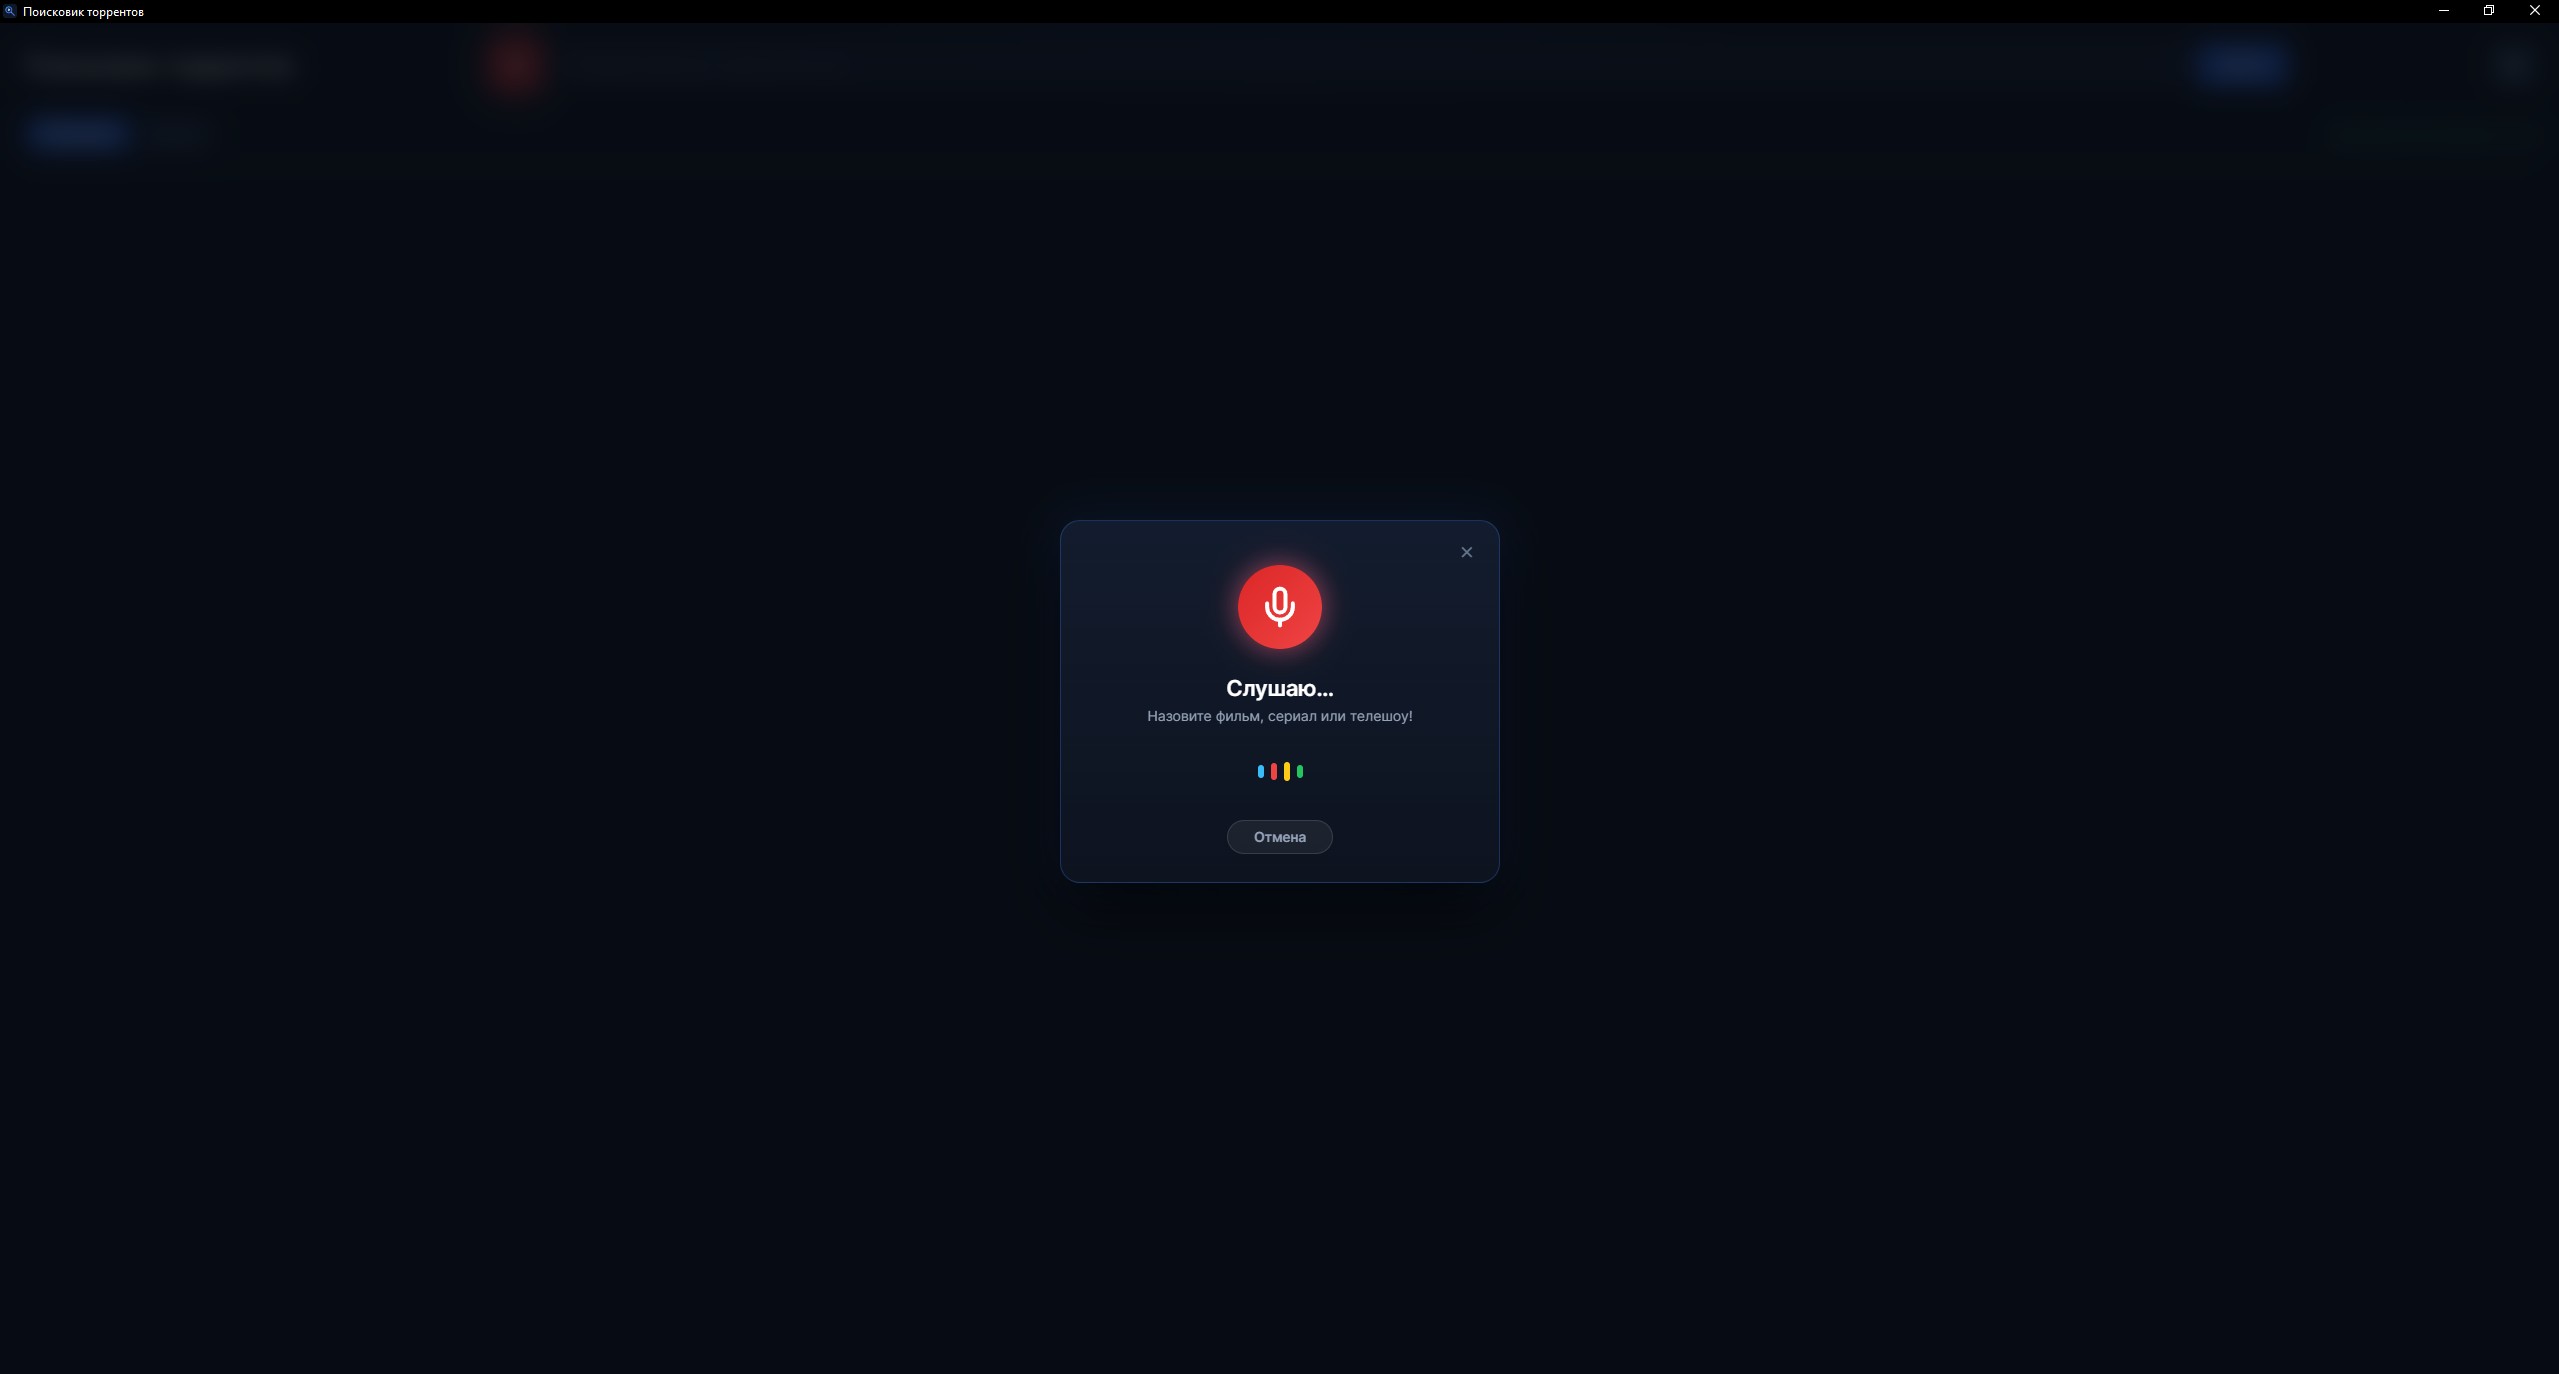 Поисковик торрентов
Слушаю...
Назовите фильм, сериал или телешоу!
Отмена